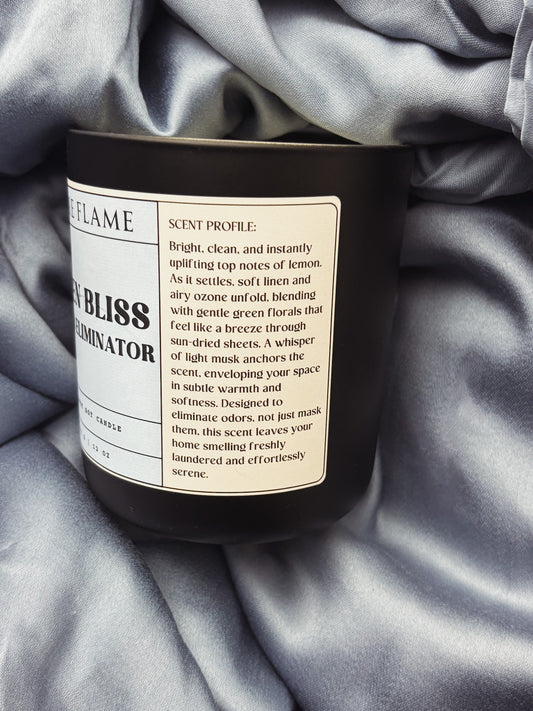 E FLAME
EN BLISS
ELIMINATOR
SOY CANDLE
OZ
SCENT PROFILE:
Bright, clean, and instantly
uplifting top notes of lemon.
As it settles, soft linen and
airy ozone unfold, blending
with gentle green florals that
feel like a breeze through
sun-dried sheets. A whisper
of light musk anchors the
scent, enveloping your space
in subtle warmth and
softness. Designed to
eliminate odors, not just mask
them, this scent leaves your
home smelling freshly
laundered and effortlessly
serene.